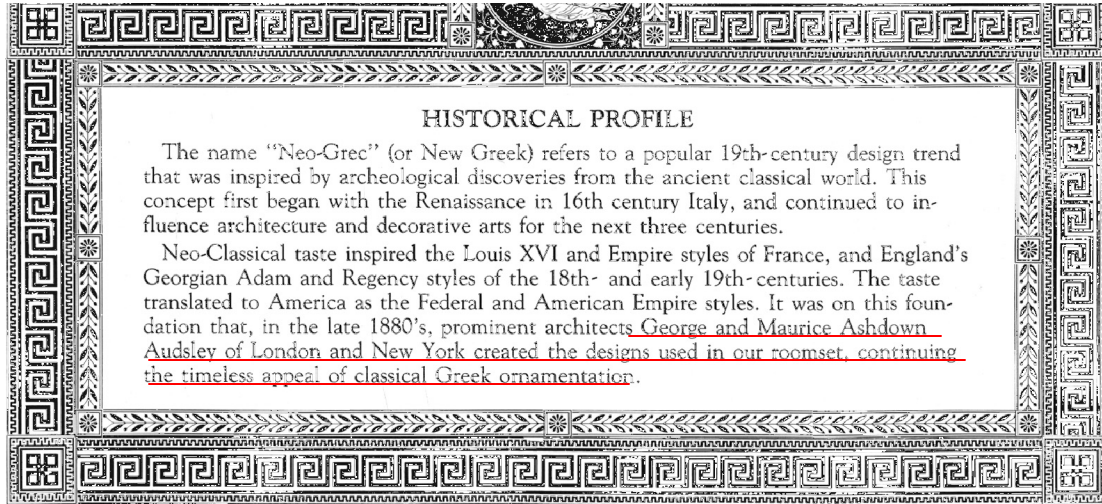 HISTORICAL PROFILE
The name "Neo-Grec" (or New Greek) refers to a popular 19th-century design trend
that was inspired by archeological discoveries from the ancient classical world. This
concept first began with the Renaissance in 16th century Italy, and continued to in-
fluence architecture and decorative arts for the next three centuries.
Neo-Classical taste inspired the Louis XVI and Empire styles of France, and England's
Georgian Adam and Regency styles of the 18th- and early 19th-centuries. The taste
translated to America as the Federal and American Empire styles. It was on this foun-
dation that, in the late 1880's, prominent architects George and Maurice Ashdown
Audsley of London and New York created the designs used in our roomset, continuing
the timeless appeal of classical Greek ornamentation.